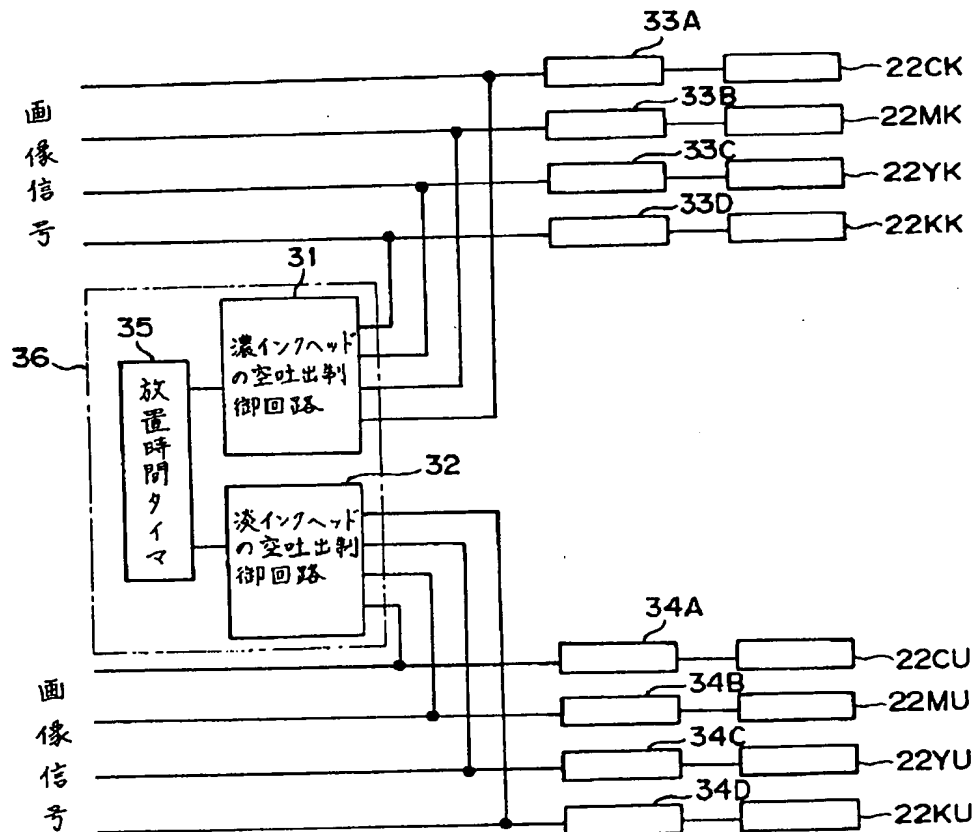 33A
22CK
33B
22MK
33C
22YK
33D
22KK
画像信号
31
濃インクヘッド
の空吐出制
御回路
35
放置時間タイマ
36
32
淡インクヘッド
の空吐出制
御回路
34A
22CU
34B
22MU
34C
22YU
34D
22KU
画像信号